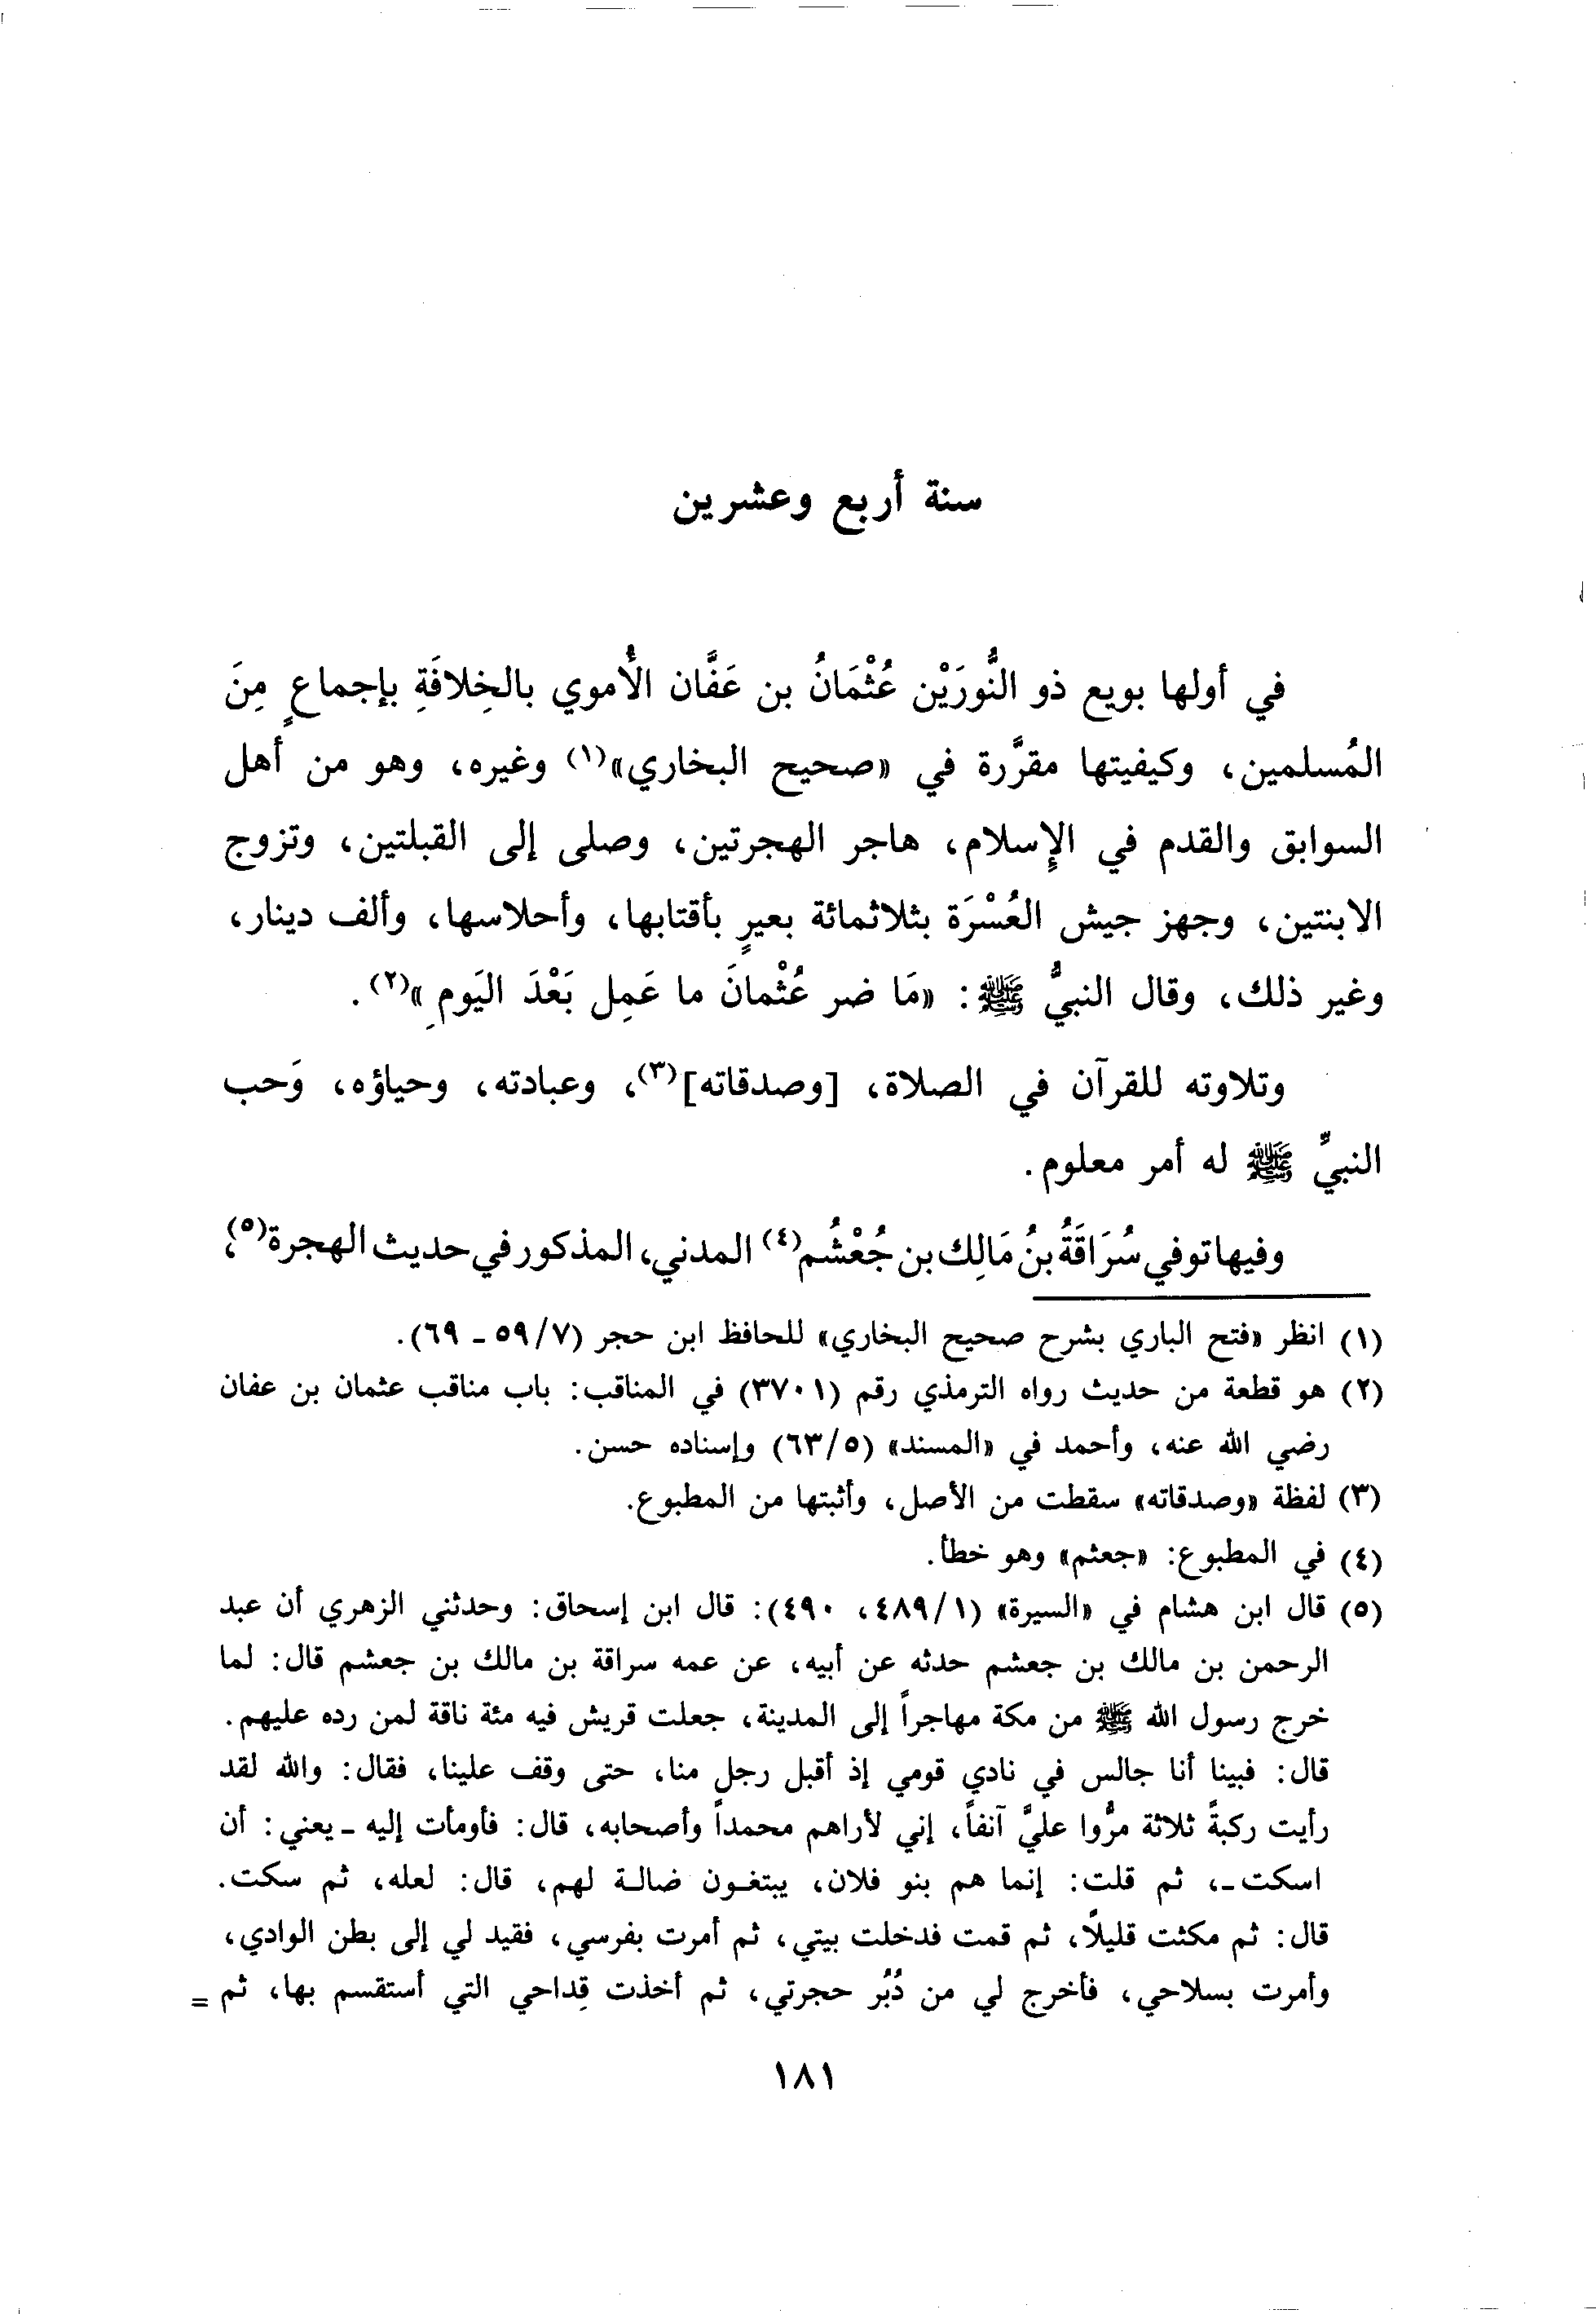 سنة أربع وعشرين
في أولها بويع ذو النُّورَيْن عُثْمَانُ بن عَفَّان الأُموي بالخِلافَةِ بإجماعٍ مِنَ
المُسلمين، وكيفيتها مقرَّرة في «صحيح البخاري»(١) وغيره، وهو من أهل
السوابق والقدم في الإسلام، هاجر الهجرتين، وصلى إلى القبلتين، وتزوج
الابنتين، وجهز جيش العُسْرَة بثلاثمائة بعيرٍ بأقتابها، وأحلاسها، وألف دينار،
وغير ذلك، وقال النبيُّ ﷺ: «مَا ضر عُثْمانَ ما عَمِل بَعْدَ اليَومِ»(٢).
وتلاوته للقرآن في الصلاة، [وصدقاته](٣)، وعبادته، وحياؤه، وَحب
النبيِّ ﷺ له أمر معلوم.
وفيها توفي سُرَاقَةُ بنُ مَالِك بن جُعْشُم(٤) المدني، المذكور في حديث الهجرة(٥)،
(١) انظر «فتح الباري بشرح صحيح البخاري» للحافظ ابن حجر (٧/٥٩ ـ ٦٩).
(٢) هو قطعة من حديث رواه الترمذي رقم (٣٧٠١) في المناقب: باب مناقب عثمان بن عفان
رضي الله عنه، وأحمد في «المسند» (٥/٦٣) وإسناده حسن.
(٣) لفظة «وصدقاته» سقطت من الأصل، وأثبتها من المطبوع.
(٤) في المطبوع: «جعثم» وهو خطأ.
(٥) قال ابن هشام في «السيرة» (١/٤٨٩، ٤٩٠): قال ابن إسحاق: وحدثني الزهري أن عبد
الرحمن بن مالك بن جعشم حدثه عن أبيه، عن عمه سراقة بن مالك بن جعشم قال: لما
خرج رسول الله ﷺ من مكة مهاجراً إلى المدينة، جعلت قريش فيه مئة ناقة لمن رده عليهم.
قال: فبينا أنا جالس في نادي قومي إذ أقبل رجل منا، حتى وقف علينا، فقال: والله لقد
رأيت ركبةً ثلاثة مرُّوا عليَّ آنفاً، إني لأراهم محمداً وأصحابه، قال: فأومأت إليه ـ يعني: أن
اسكت ـ، ثم قلت: إنما هم بنو فلان، يبتغون ضالة لهم، قال: لعله، ثم سكت.
قال: ثم مكثت قليلاً، ثم قمت فدخلت بيتي، ثم أمرت بفرسي، فقيد لي إلى بطن الوادي،
وأمرت بسلاحي، فأخرج لي من دُبُر حجرتي، ثم أخذت قِداحي التي أستقسم بها، ثم =
١٨١